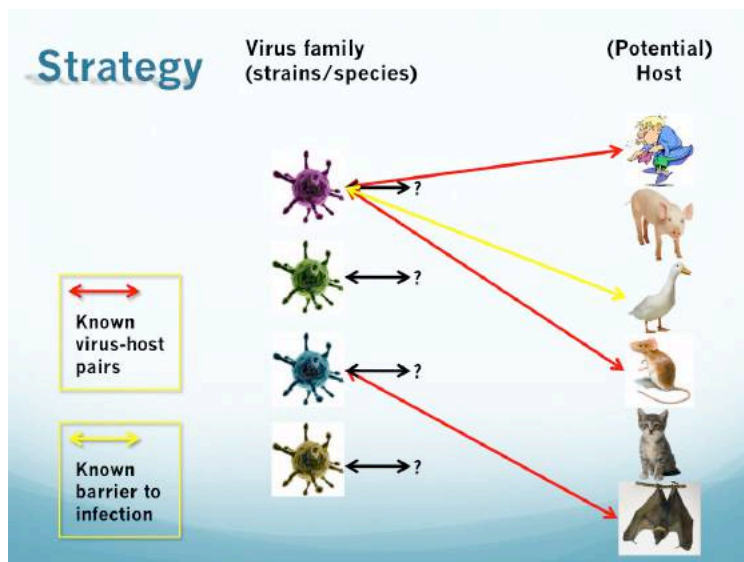 Strategy
Virus family
(strains/species)
(Potential)
Host
?
?
?
?
Known
virus-host
pairs
Known
barrier to
infection